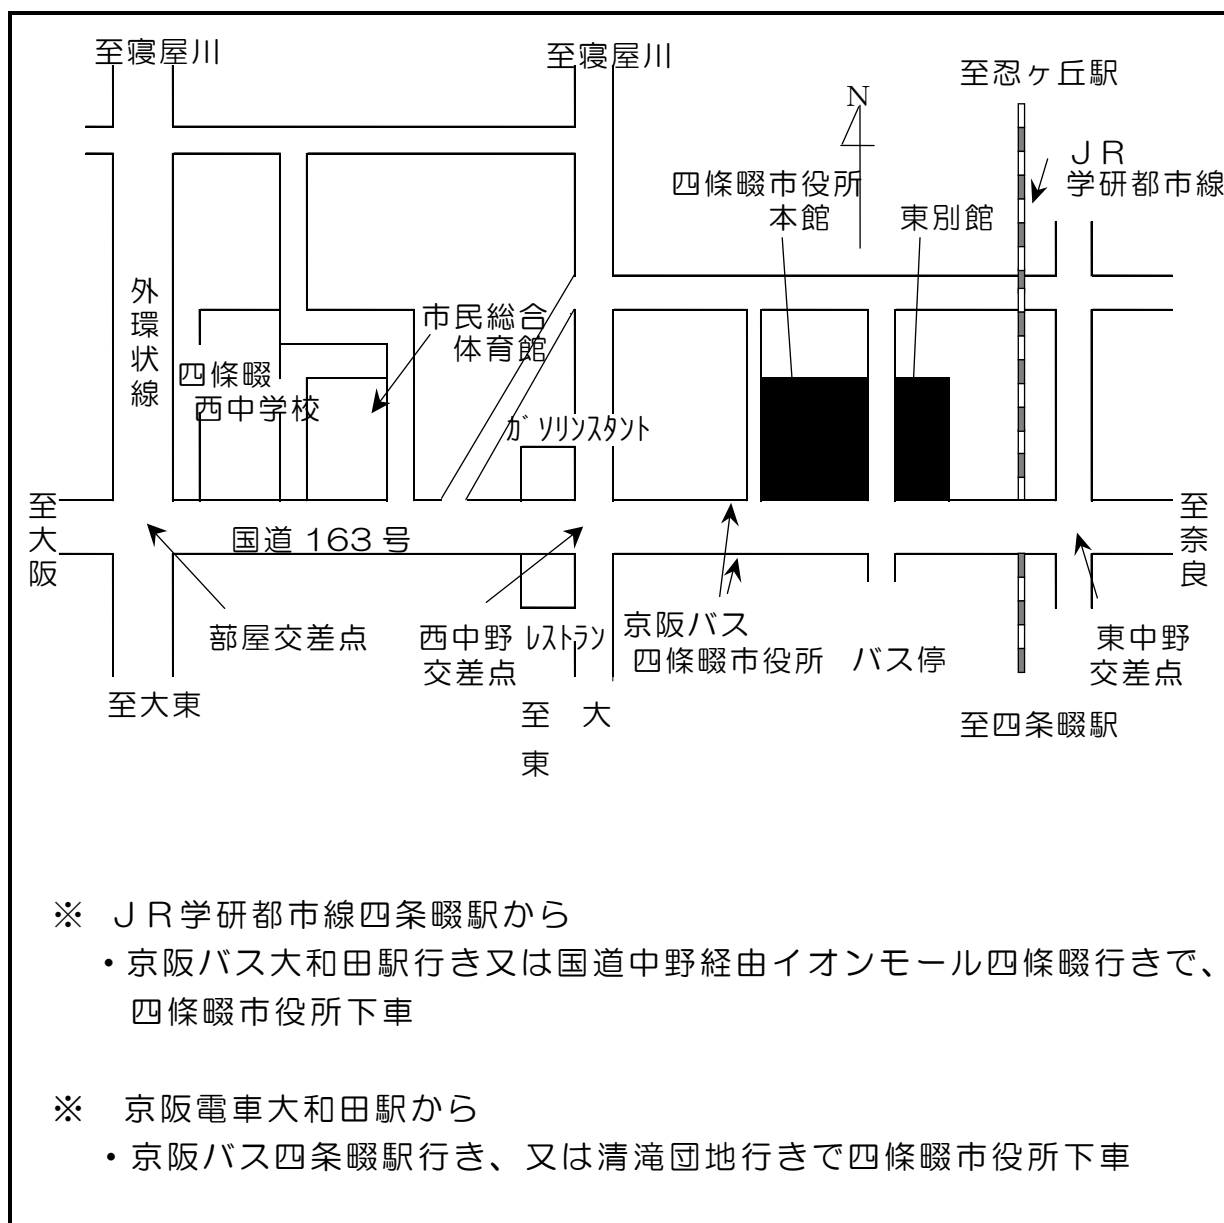 至寝屋川
至寝屋川
至忍ヶ丘駅
N
ＪＲ
学研都市線
四條畷市役所
本館
東別館
外環状線
市民総合
体育館
四條畷
西中学校
ｶﾞｿﾘﾝｽﾀﾝﾄ
至大阪
国道 163 号
至奈良
部屋交差点
西中野
交差点
ﾚｽﾄﾗﾝ
京阪バス
四條畷市役所　バス停
東中野
交差点
至大東
至　大
東
至四条畷駅
※　ＪＲ学研都市線四条畷駅から
・京阪バス大和田駅行き又は国道中野経由イオンモール四條畷行きで、
四條畷市役所下車
※　京阪電車大和田駅から
・京阪バス四条畷駅行き、又は清滝団地行きで四條畷市役所下車